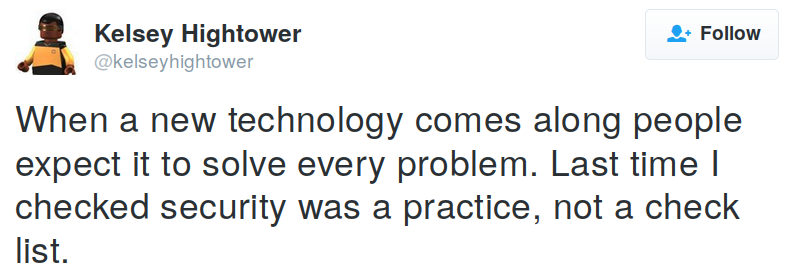 Kelsey Hightower
@kelseyhightower
Follow
When a new technology comes along people
expect it to solve every problem. Last time I
checked security was a practice, not a check
list.